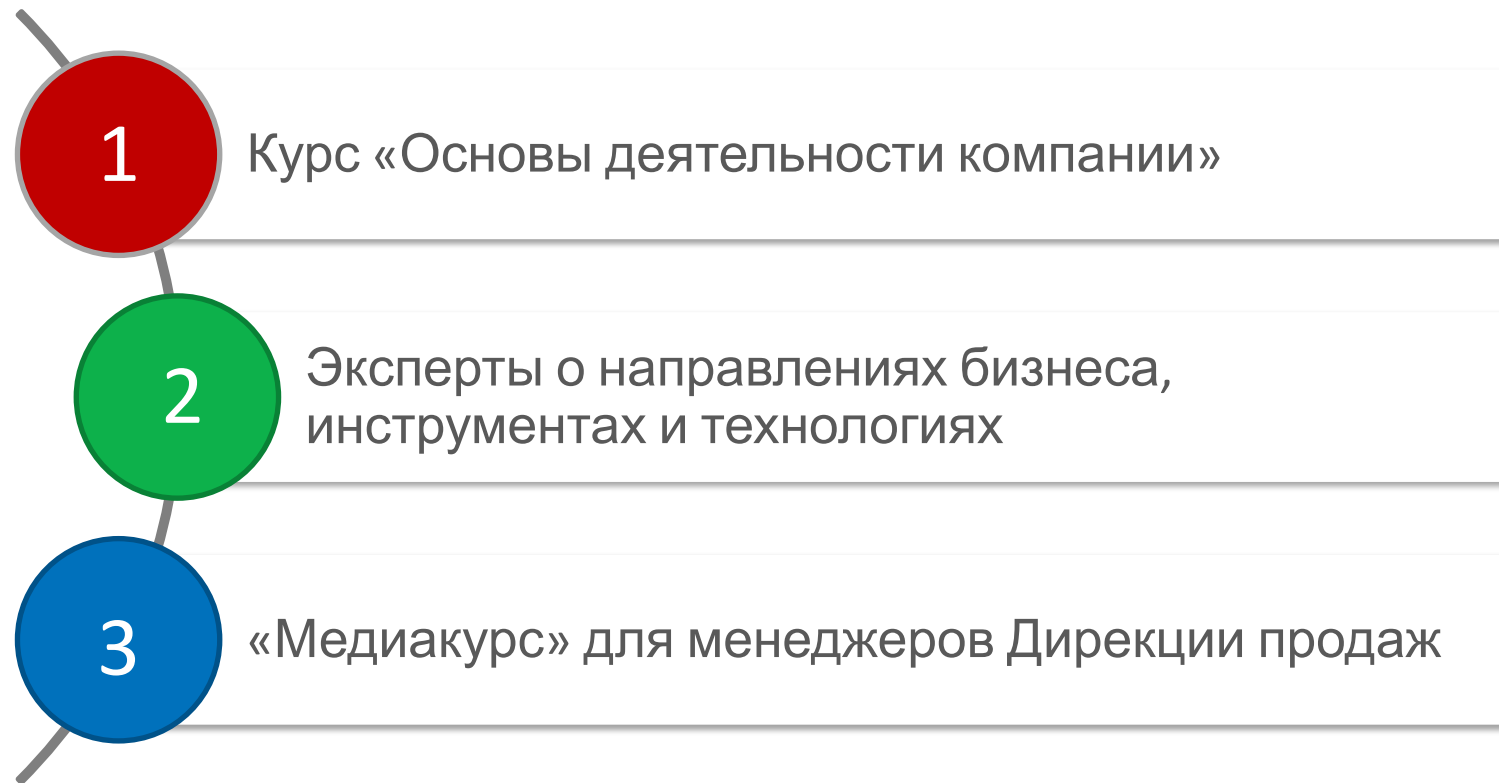 1
Курс «Основы деятельности компании»
2
Эксперты о направлениях бизнеса,
инструментах и технологиях
3
«Медиакурс» для менеджеров Дирекции продаж